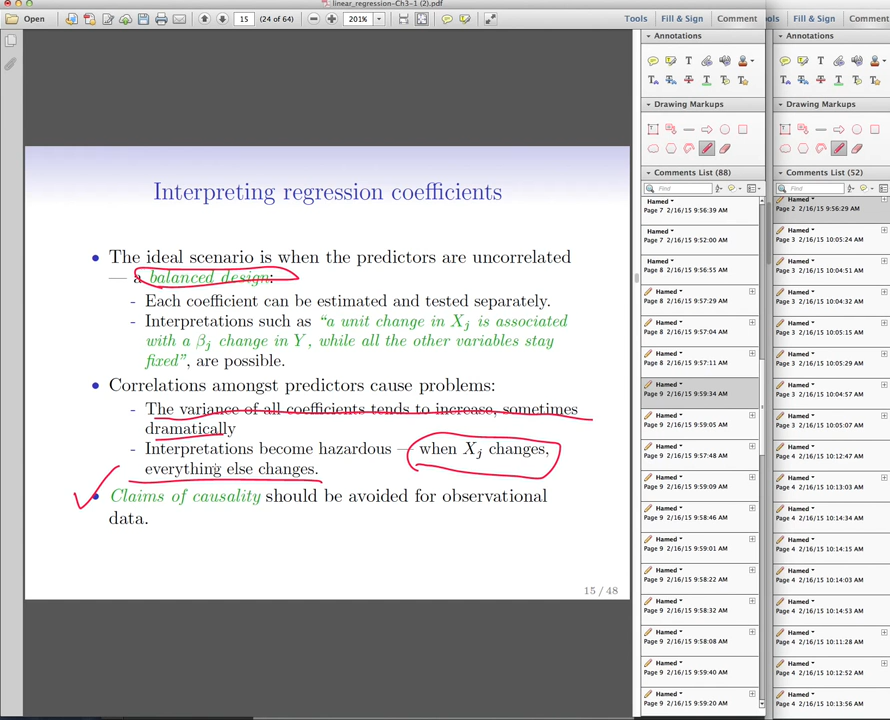 linear_regression-Ch3-1 (2).pdf
Open
15
(24 of 64)
201%
Tools
Fill & Sign
Comment
ols
Fill & Sign
Comment
Interpreting regression coefficients
The ideal scenario is when the predictors are uncorrelated
— a balanced design:
- Each coefficient can be estimated and tested separately.
- Interpretations such as “a unit change in Xj is associated
with a βj change in Y, while all the other variables stay
fixed”, are possible.
Correlations amongst predictors cause problems:
- The variance of all coefficients tends to increase, sometimes
dramatically
- Interpretations become hazardous — when Xj changes,
everything else changes.
Claims of causality should be avoided for observational
data.
15 / 48
Annotations
Drawing Markups
Comments List (88)
Find
Hamed
Page 7 2/16/15 9:56:39 AM
Hamed
Page 7 2/16/15 9:52:00 AM
Hamed
Page 8 2/16/15 9:56:55 AM
Hamed
Page 8 2/16/15 9:57:29 AM
Hamed
Page 8 2/16/15 9:57:04 AM
Hamed
Page 8 2/16/15 9:57:11 AM
Hamed
Page 9 2/16/15 9:59:34 AM
Hamed
Page 9 2/16/15 9:59:05 AM
Hamed
Page 9 2/16/15 9:57:48 AM
Hamed
Page 9 2/16/15 9:59:09 AM
Hamed
Page 9 2/16/15 9:58:46 AM
Hamed
Page 9 2/16/15 9:59:01 AM
Hamed
Page 9 2/16/15 9:58:22 AM
Hamed
Page 9 2/16/15 9:58:32 AM
Hamed
Page 9 2/16/15 9:58:08 AM
Hamed
Page 9 2/16/15 9:59:40 AM
Hamed
Page 9 2/16/15 9:59:20 AM
Annotations
Drawing Markups
Comments List (52)
Find
Hamed
Page 2 2/16/15 9:56:29 AM
Hamed
Page 3 2/16/15 10:05:24 AM
Hamed
Page 3 2/16/15 10:04:51 AM
Hamed
Page 3 2/16/15 10:04:32 AM
Hamed
Page 3 2/16/15 10:05:15 AM
Hamed
Page 3 2/16/15 10:05:29 AM
Hamed
Page 3 2/16/15 10:04:57 AM
Hamed
Page 4 2/16/15 10:12:47 AM
Hamed
Page 4 2/16/15 10:13:03 AM
Hamed
Page 4 2/16/15 10:14:34 AM
Hamed
Page 4 2/16/15 10:14:15 AM
Hamed
Page 4 2/16/15 10:14:03 AM
Hamed
Page 4 2/16/15 10:14:53 AM
Hamed
Page 4 2/16/15 10:11:28 AM
Hamed
Page 4 2/16/15 10:12:52 AM
Hamed
Page 4 2/16/15 10:13:56 AM